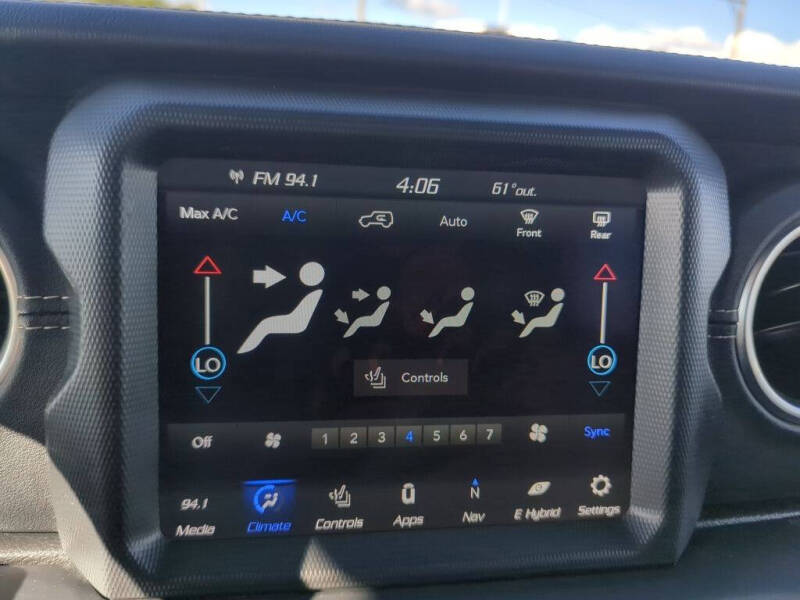 FM 94.1 4:06 61°out.
Max A/C A/C Auto Front Rear
LO LO
Controls
Off 1 2 3 4 5 6 7 Sync
94.1 N
Media Climate Controls Apps Nav E Hybrid Settings